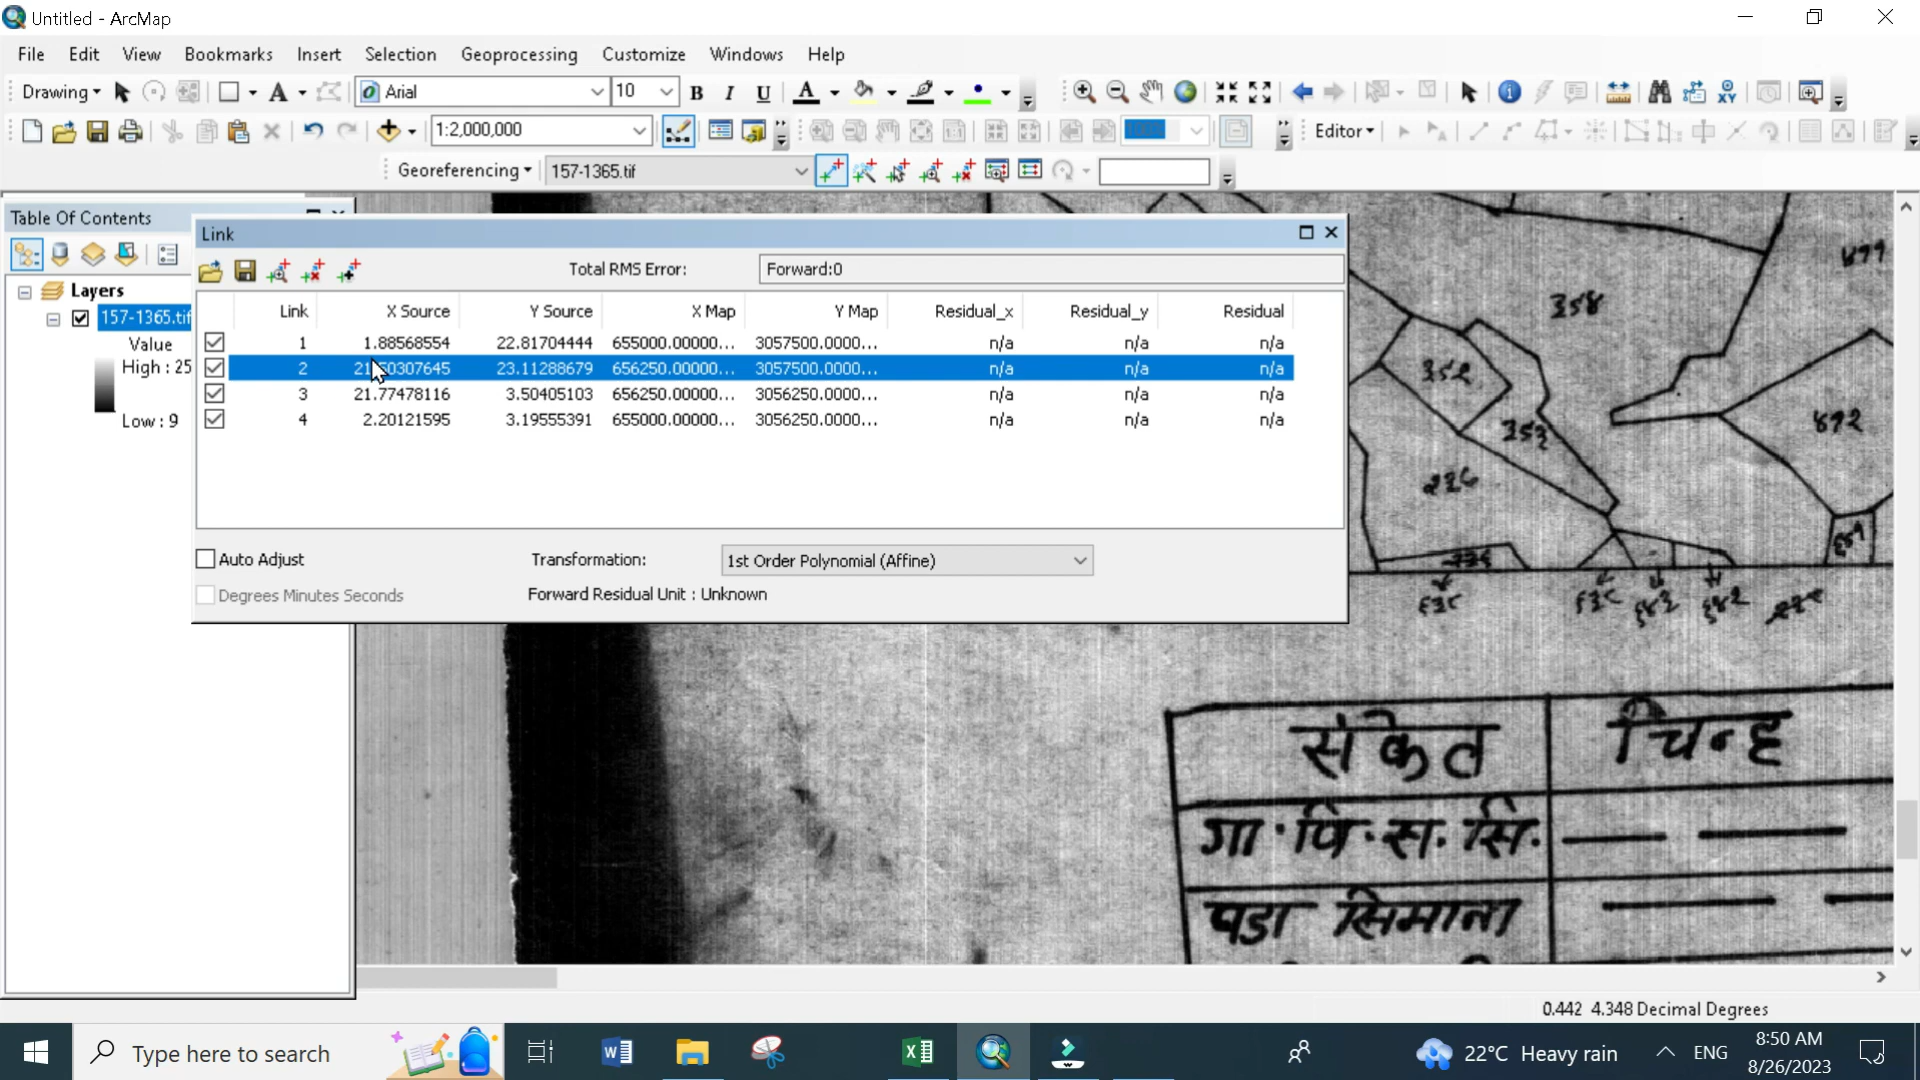 Untitled - ArcMap
File Edit View Bookmarks Insert Selection Geoprocessing Customize Windows Help
Drawing Arial 10 B I U
1:2,000,000 100% Editor
Georeferencing 157-1365.tif
Table Of Contents
Layers
157-1365.tif
Value
High : 25
Low : 9
Link
Total RMS Error: Forward:0
Link X Source Y Source X Map Y Map Residual_x Residual_y Residual
1 1.88568554 22.81704444 655000.00000... 3057500.0000... n/a n/a n/a
2 23.11288679 656250.00000... 3057500.0000... n/a n/a n/a
3 21.77478116 3.50405103 656250.00000... 3056250.0000... n/a n/a n/a
4 2.20121595 3.19555391 655000.00000... 3056250.0000... n/a n/a n/a
Auto Adjust Transformation: 1st Order Polynomial (Affine)
Degrees Minutes Seconds Forward Residual Unit : Unknown
संकेत चिन्ह
गा॰पि॰स॰सि.
वडा सिमाना
0.442 4.348 Decimal Degrees
Type here to search
22°C Heavy rain
ENG
8:50 AM
8/26/2023